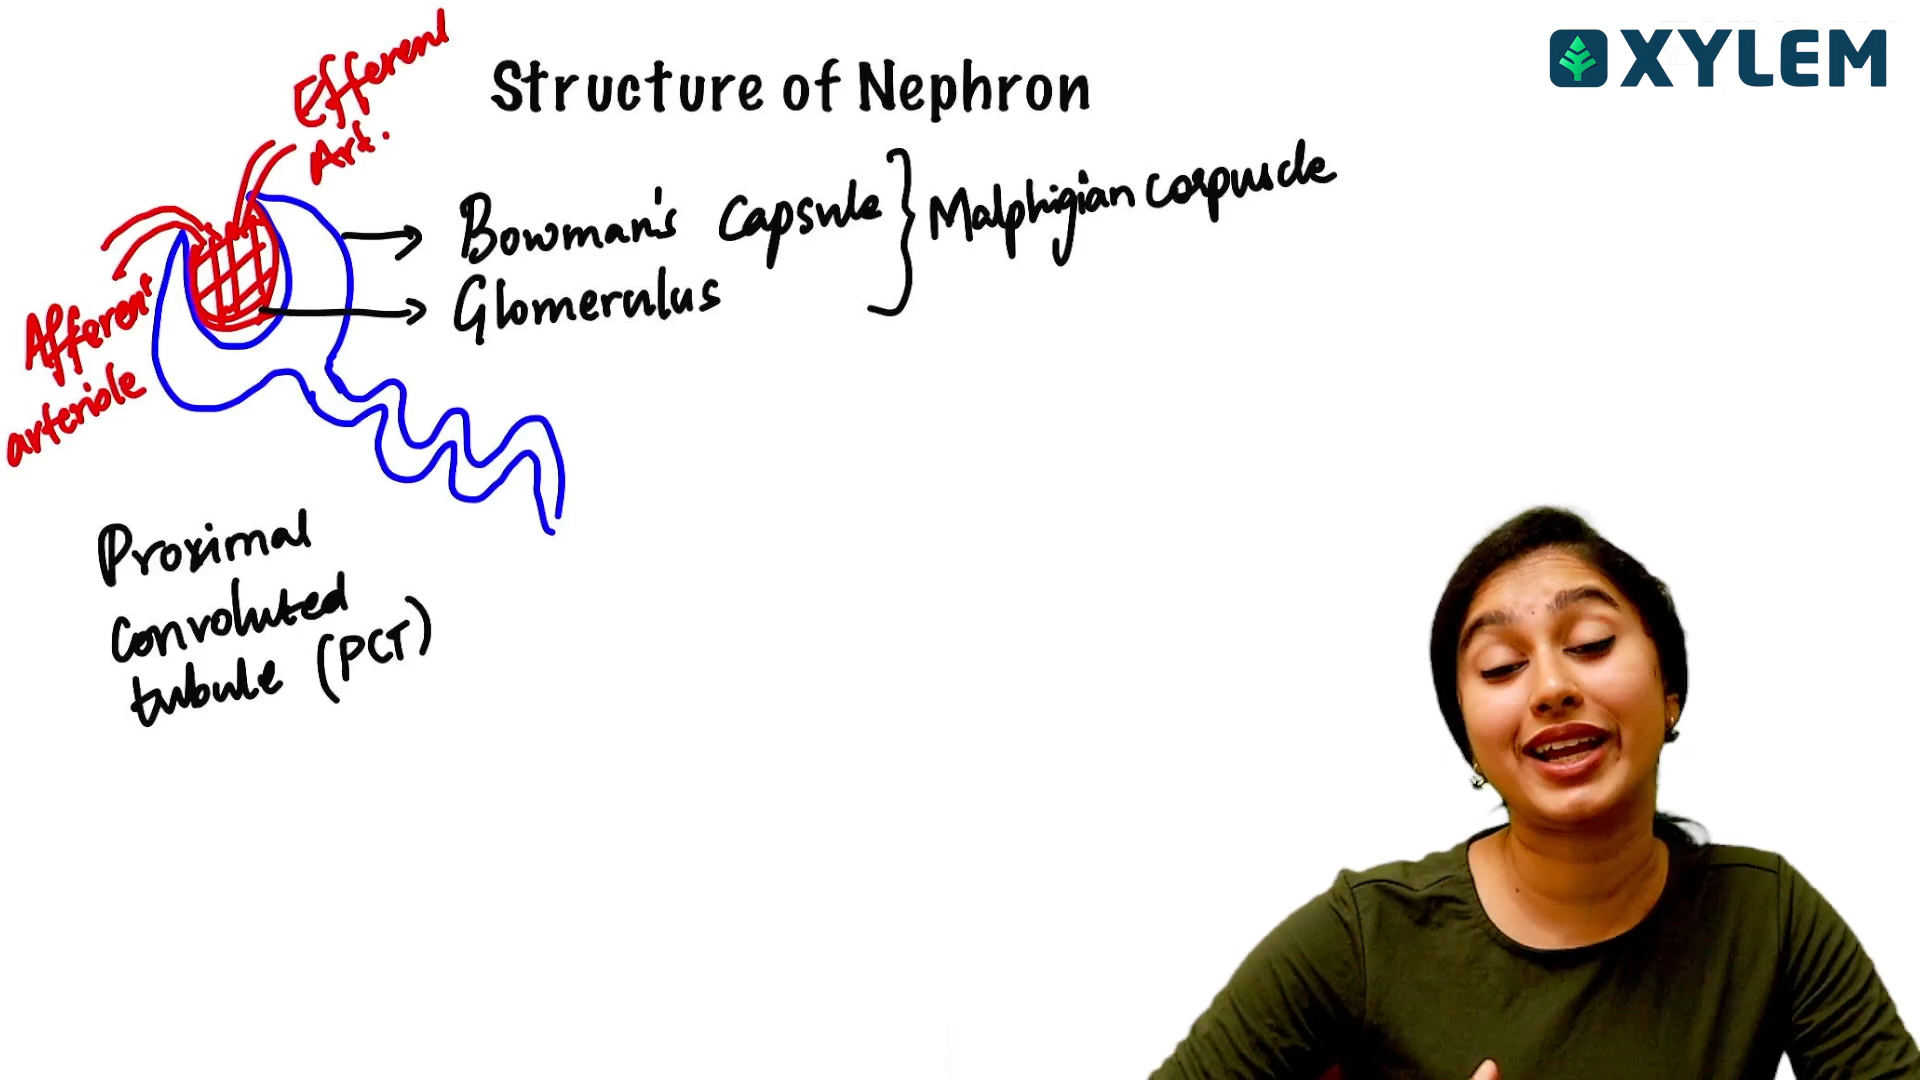 XYLEM
Structure of Nephron
Efferent
Art.
Bowman's Capsule } Malphigian corpuscle
Glomerulus
Afferent
arteriole
Proximal
convoluted
tubule (PCT)